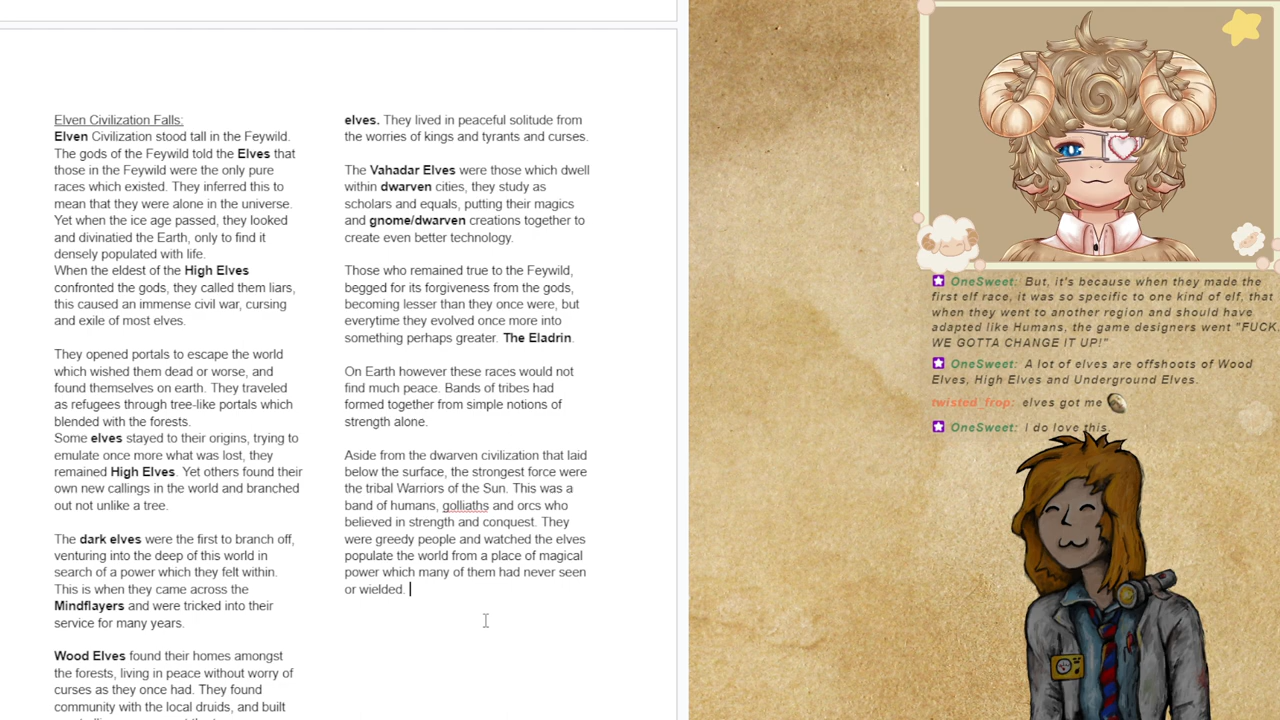 Elven Civilization Falls:
Elven Civilization stood tall in the Feywild.
The gods of the Feywild told the Elves that
those in the Feywild were the only pure
races which existed. They inferred this to
mean that they were alone in the universe.
Yet when the ice age passed, they looked
and divinatied the Earth, only to find it
densely populated with life.
When the eldest of the High Elves
confronted the gods, they called them liars,
this caused an immense civil war, cursing
and exile of most elves.
They opened portals to escape the world
which wished them dead or worse, and
found themselves on earth. They traveled
as refugees through tree-like portals which
blended with the forests.
Some elves stayed to their origins, trying to
emulate once more what was lost, they
remained High Elves. Yet others found their
own new callings in the world and branched
out not unlike a tree.
The dark elves were the first to branch off,
venturing into the deep of this world in
search of a power which they felt within.
This is when they came across the
Mindflayers and were tricked into their
service for many years.
Wood Elves found their homes amongst
the forests, living in peace without worry of
curses as they once had. They found
community with the local druids, and built
elves. They lived in peaceful solitude from
the worries of kings and tyrants and curses.
The Vahadar Elves were those which dwell
within dwarven cities, they study as
scholars and equals, putting their magics
and gnome/dwarven creations together to
create even better technology.
Those who remained true to the Feywild,
begged for its forgiveness from the gods,
becoming lesser than they once were, but
everytime they evolved once more into
something perhaps greater. The Eladrin.
On Earth however these races would not
find much peace. Bands of tribes had
formed together from simple notions of
strength alone.
Aside from the dwarven civilization that laid
below the surface, the strongest force were
the tribal Warriors of the Sun. This was a
band of humans, golliaths and orcs who
believed in strength and conquest. They
were greedy people and watched the elves
populate the world from a place of magical
power which many of them had never seen
or wielded.
OneSweet: But, it's because when they made the
first elf race, it was so specific to one kind of elf, that
when they went to another region and should have
adapted like Humans, the game designers went "FUCK,
WE GOTTA CHANGE IT UP!"
OneSweet: A lot of elves are offshoots of Wood
Elves, High Elves and Underground Elves.
twisted_frop: elves got me
OneSweet: I do love this.